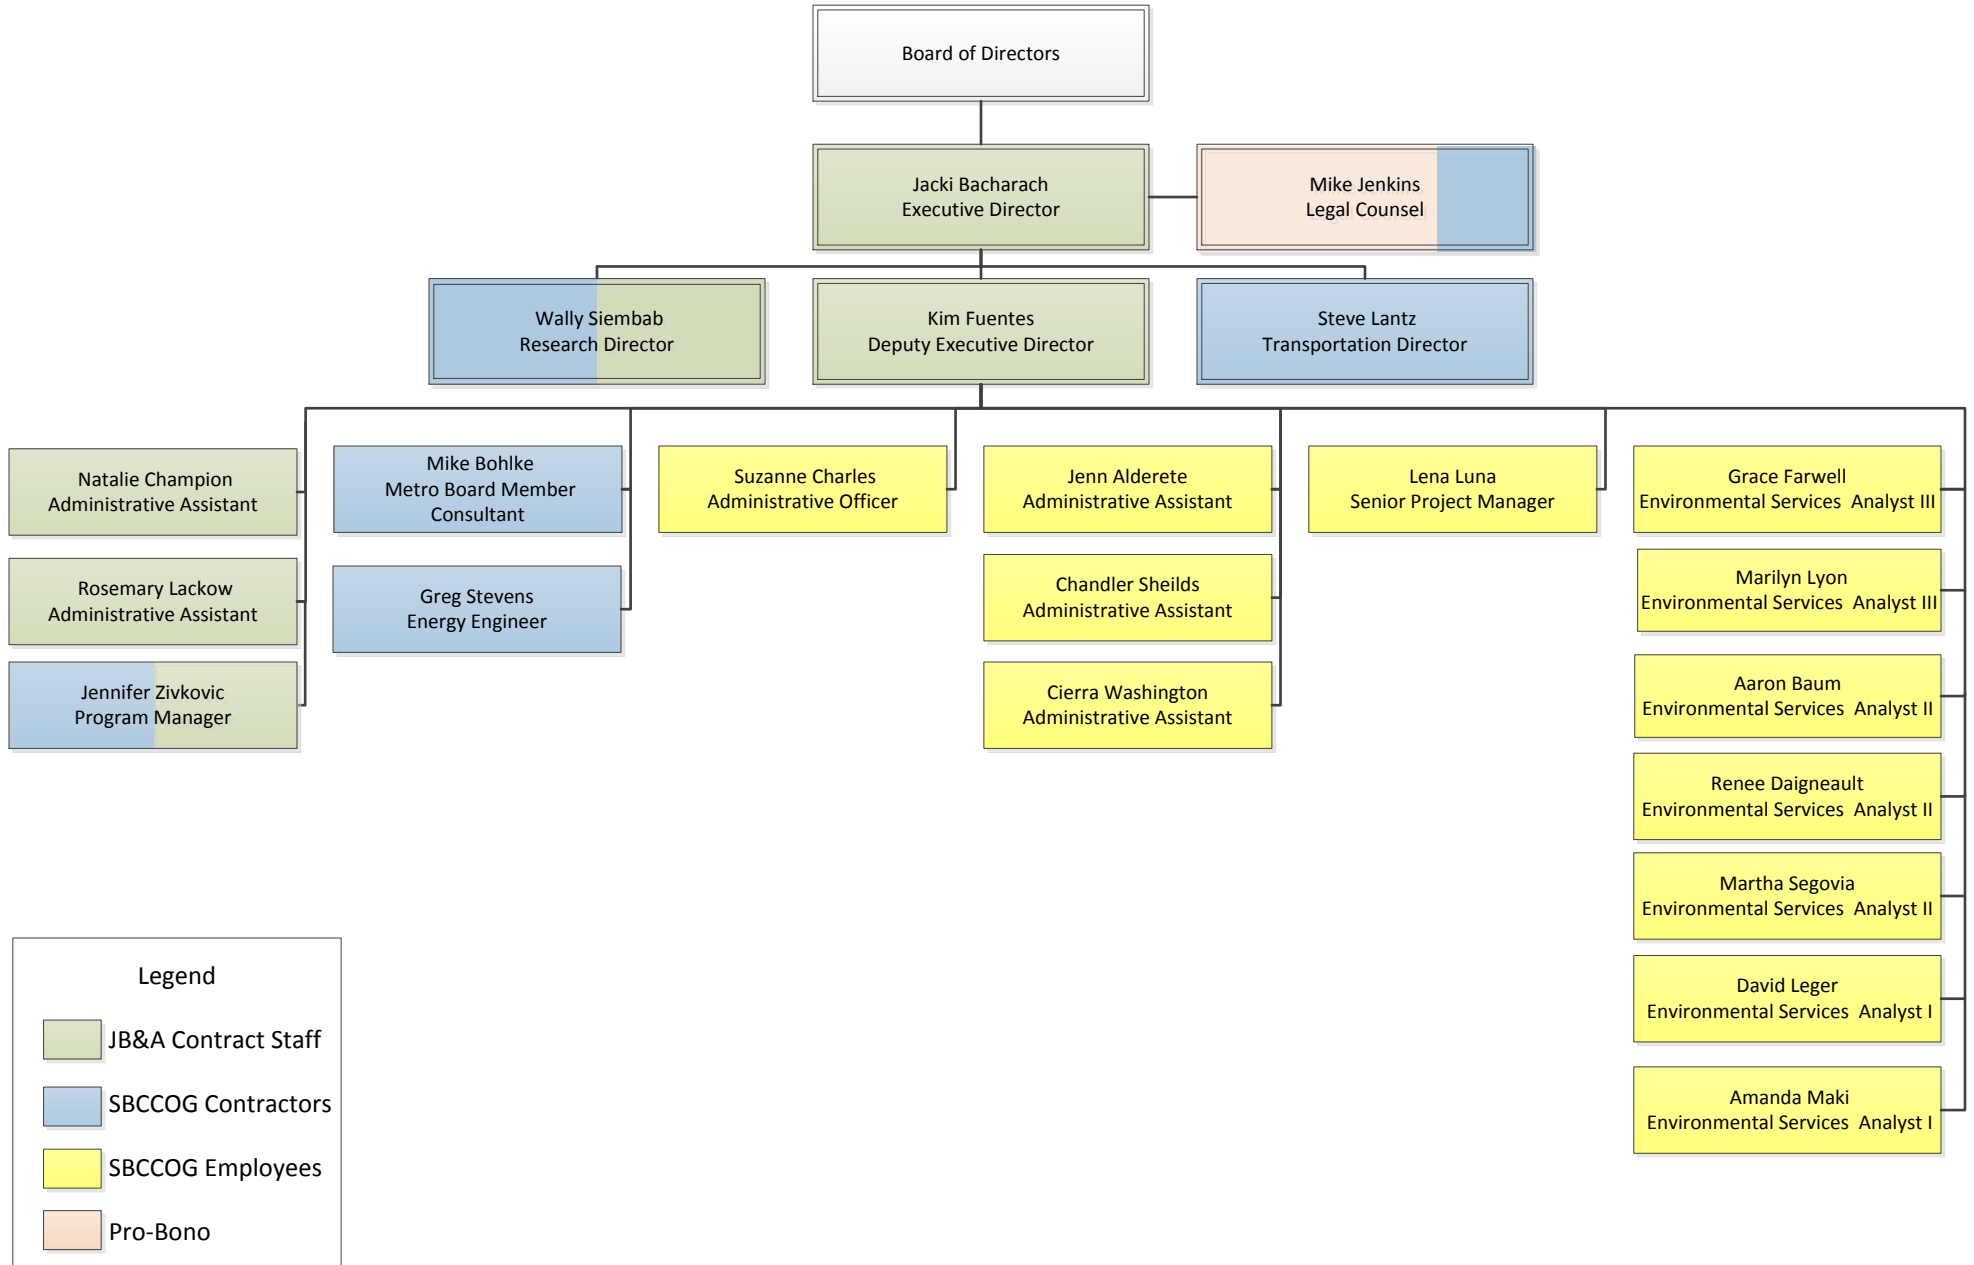 Board of Directors
Jacki Bacharach
Executive Director
Mike Jenkins
Legal Counsel
Wally Siembab
Research Director
Kim Fuentes
Deputy Executive Director
Steve Lantz
Transportation Director
Natalie Champion
Administrative Assistant
Rosemary Lackow
Administrative Assistant
Jennifer Zivkovic
Program Manager
Mike Bohlke
Metro Board Member
Consultant
Greg Stevens
Energy Engineer
Suzanne Charles
Administrative Officer
Jenn Alderete
Administrative Assistant
Chandler Sheilds
Administrative Assistant
Cierra Washington
Administrative Assistant
Lena Luna
Senior Project Manager
Grace Farwell
Environmental Services  Analyst III
Marilyn Lyon
Environmental Services  Analyst III
Aaron Baum
Environmental Services  Analyst II
Renee Daigneault
Environmental Services  Analyst II
Martha Segovia
Environmental Services  Analyst II
David Leger
Environmental Services  Analyst I
Amanda Maki
Environmental Services  Analyst I
Legend
JB&A Contract Staff
SBCCOG Contractors
SBCCOG Employees
Pro-Bono